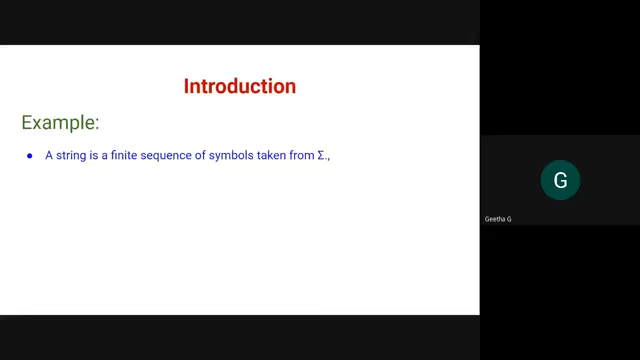 Introduction
Example:
● A string is a finite sequence of symbols taken from Σ.,
G
Geetha G